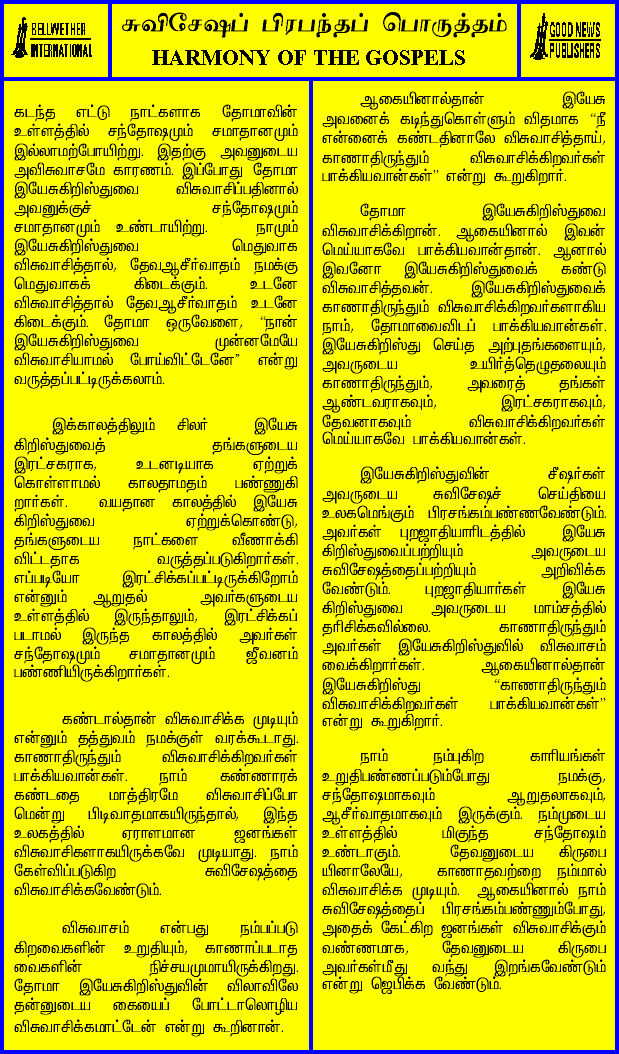 BELLWETHER
INTERNATIONAL
சுவிசேஷப் பிரபந்தப் பொருத்தம்
HARMONY OF THE GOSPELS
GOOD NEWS
PUBLISHERS
கடந்த எட்டு நாட்களாக தோமாவின்
உள்ளத்தில் சந்தோஷமும் சமாதானமும்
இல்லாமற்போயிற்று. இதற்கு அவனுடைய
அவிசுவாசமே காரணம். இப்போது தோமா
இயேசுகிறிஸ்துவை விசுவாசிப்பதினால்
அவனுக்குச் சந்தோஷமும்
சமாதானமும் உண்டாயிற்று. நாமும்
இயேசுகிறிஸ்துவை மெதுவாக
விசுவாசித்தால், தேவஆசீர்வாதம் நமக்கு
மெதுவாகக் கிடைக்கும். உடனே
விசுவாசித்தால் தேவஆசீர்வாதம் உடனே
கிடைக்கும். தோமா ஒருவேளை, “நான்
இயேசுகிறிஸ்துவை முன்னமேயே
விசுவாசியாமல் போய்விட்டேனே” என்று
வருத்தப்பட்டிருக்கலாம்.
இக்காலத்திலும் சிலர் இயேசு
கிறிஸ்துவைத் தங்களுடைய
இரட்சகராக, உடனடியாக ஏற்றுக்
கொள்ளாமல் காலதாமதம் பண்ணுகி
றார்கள். வயதான காலத்தில் இயேசு
கிறிஸ்துவை ஏற்றுக்கொண்டு,
தங்களுடைய நாட்களை வீணாக்கி
விட்டதாக வருத்தப்படுகிறார்கள்.
எப்படியோ இரட்சிக்கப்பட்டிருக்கிறோம்
என்னும் ஆறுதல் அவர்களுடைய
உள்ளத்தில் இருந்தாலும், இரட்சிக்கப்
படாமல் இருந்த காலத்தில் அவர்கள்
சந்தோஷமும் சமாதானமும் ஜீவனம்
பண்ணியிருக்கிறார்கள்.
கண்டால்தான் விசுவாசிக்க முடியும்
என்னும் தத்துவம் நமக்குள் வரக்கூடாது.
காணாதிருந்தும் விசுவாசிக்கிறவர்கள்
பாக்கியவான்கள். நாம் கண்ணாரக்
கண்டதை மாத்திரமே விசுவாசிப்போ
மென்று பிடிவாதமாகயிருந்தால், இந்த
உலகத்தில் ஏராளமான ஜனங்கள்
விசுவாசிகளாகயிருக்கவே முடியாது. நாம்
கேள்விப்படுகிற சுவிசேஷத்தை
விசுவாசிக்கவேண்டும்.
விசுவாசம் என்பது நம்பப்படு
கிறவைகளின் உறுதியும், காணாப்படாத
வைகளின் நிச்சயமுமாயிருக்கிறது.
தோமா இயேசுகிறிஸ்துவின் விலாவிலே
தன்னுடைய கையைப் போட்டாலொழிய
விசுவாசிக்கமாட்டேன் என்று கூறினான்.
ஆகையினால்தான் இயேசு
அவனைக் கடிந்துகொள்ளும் விதமாக “நீ
என்னைக் கண்டதினாலே விசுவாசித்தாய்,
காணாதிருந்தும் விசுவாசிக்கிறவர்கள்
பாக்கியவான்கள்” என்று கூறுகிறார்.
தோமா இயேசுகிறிஸ்துவை
விசுவாசிக்கிறான். ஆகையினால் இவன்
மெய்யாகவே பாக்கியவான்தான். ஆனால்
இவனோ இயேசுகிறிஸ்துவைக் கண்டு
விசுவாசித்தவன். இயேசுகிறிஸ்துவைக்
காணாதிருந்தும் விசுவாசிக்கிறவர்களாகிய
நாம், தோமாவைவிடப் பாக்கியவான்கள்.
இயேசுகிறிஸ்து செய்த அற்புதங்களையும்,
அவருடைய உயிர்த்தெழுதலையும்
காணாதிருந்தும், அவரைத் தங்கள்
ஆண்டவராகவும், இரட்சகராகவும்,
தேவனாகவும் விசுவாசிக்கிறவர்கள்
மெய்யாகவே பாக்கியவான்கள்.
இயேசுகிறிஸ்துவின் சீஷர்கள்
அவருடைய சுவிசேஷச் செய்தியை
உலகமெங்கும் பிரசங்கம்பண்ணவேண்டும்.
அவர்கள் புறஜாதியாரிடத்தில் இயேசு
கிறிஸ்துவைப்பற்றியும் அவருடைய
சுவிசேஷத்தைப்பற்றியும் அறிவிக்க
வேண்டும். புறஜாதியார்கள் இயேசு
கிறிஸ்துவை அவருடைய மாம்சத்தில்
தரிசிக்கவில்லை. காணாதிருந்தும்
அவர்கள் இயேசுகிறிஸ்துவில் விசுவாசம்
வைக்கிறார்கள். ஆகையினால்தான்
இயேசுகிறிஸ்து “காணாதிருந்தும்
விசுவாசிக்கிறவர்கள் பாக்கியவான்கள்”
என்று கூறுகிறார்.
நாம் நம்புகிற காரியங்கள்
உறுதிபண்ணப்படும்போது நமக்கு,
சந்தோஷமாகவும் ஆறுதலாகவும்,
ஆசீர்வாதமாகவும் இருக்கும். நம்முடைய
உள்ளத்தில் மிகுந்த சந்தோஷம்
உண்டாகும். தேவனுடைய கிருபை
யினாலேயே, காணாதவற்றை நம்மால்
விசுவாசிக்க முடியும். ஆகையினால் நாம்
சுவிசேஷத்தைப் பிரசங்கம்பண்ணும்போது,
அதைக் கேட்கிற ஜனங்கள் விசுவாசிக்கும்
வண்ணமாக, தேவனுடைய கிருபை
அவர்கள்மீது வந்து இறங்கவேண்டும்
என்று ஜெபிக்க வேண்டும்.